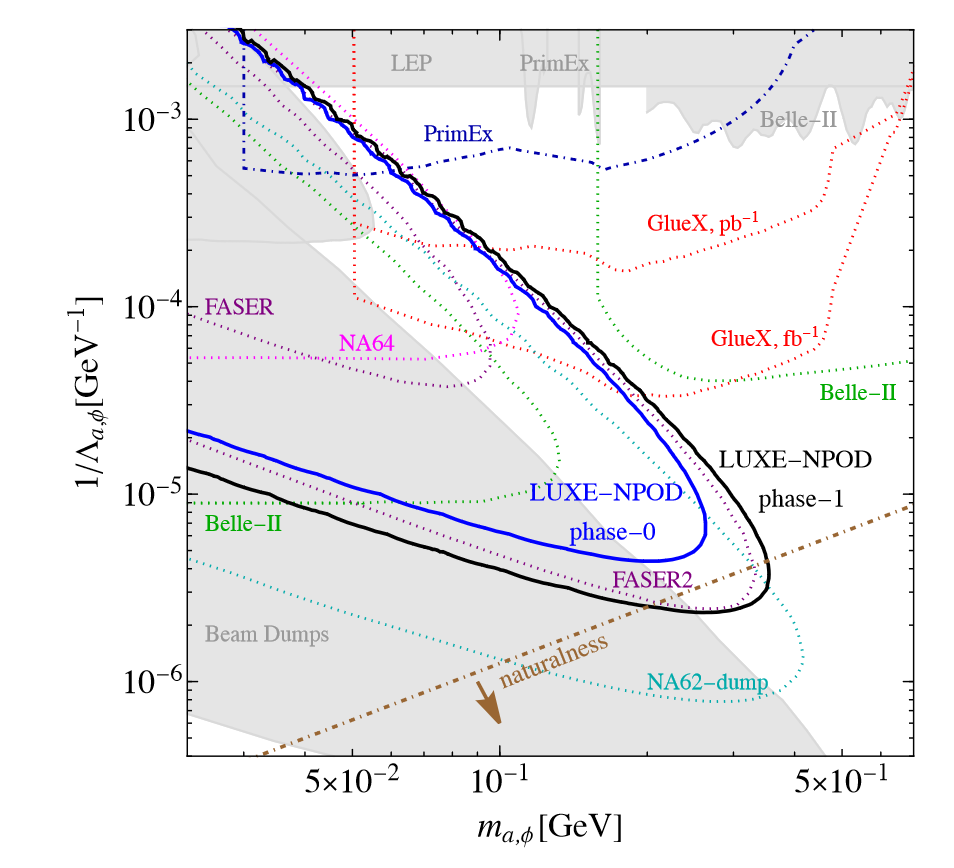 LEP
PrimEx
Belle−II
PrimEx
10⁻³
GlueX, pb⁻¹
FASER
10⁻⁴
NA64
GlueX, fb⁻¹
Belle−II
1/Λₐ,ᵩ[GeV⁻¹]
LUXE−NPOD
phase−1
LUXE−NPOD
phase−0
10⁻⁵
Belle−II
FASER2
Beam Dumps
naturalness
NA62−dump
10⁻⁶
5×10⁻²
10⁻¹
5×10⁻¹
mₐ,ᵩ[GeV]